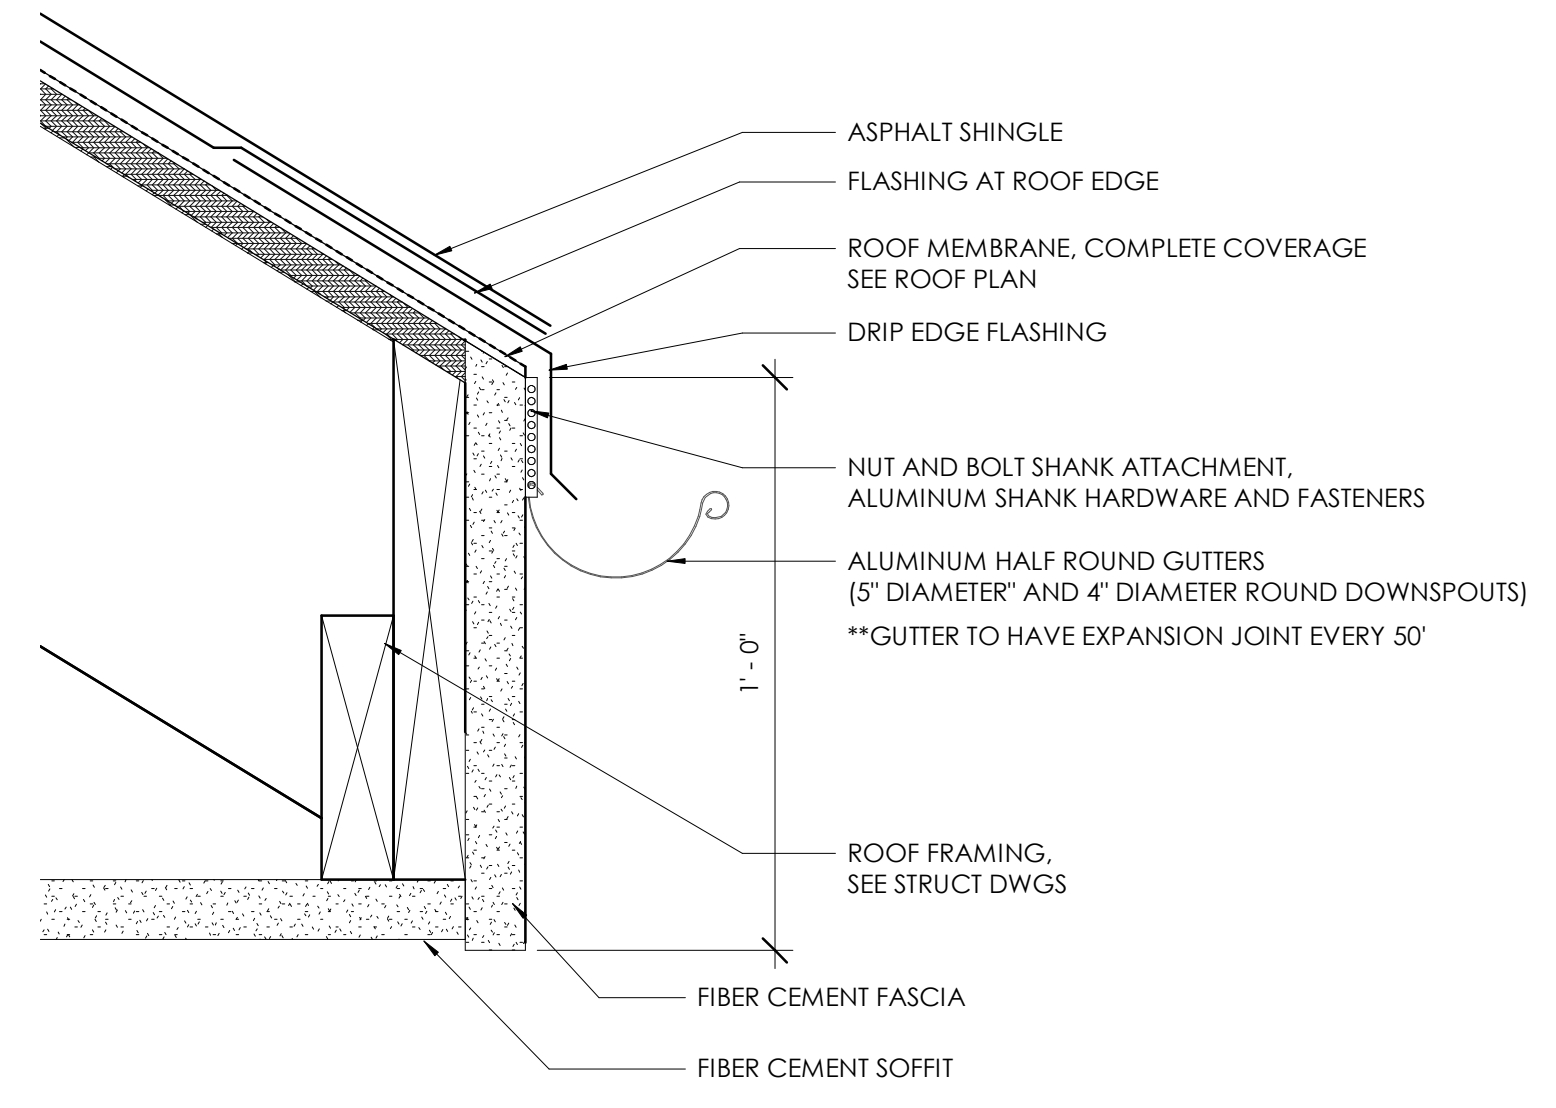 ASPHALT SHINGLE
FLASHING AT ROOF EDGE
ROOF MEMBRANE, COMPLETE COVERAGE
SEE ROOF PLAN
DRIP EDGE FLASHING
NUT AND BOLT SHANK ATTACHMENT,
ALUMINUM SHANK HARDWARE AND FASTENERS
ALUMINUM HALF ROUND GUTTERS
(5" DIAMETER" AND 4" DIAMETER ROUND DOWNSPOUTS)
**GUTTER TO HAVE EXPANSION JOINT EVERY 50'
1' - 0"
ROOF FRAMING,
SEE STRUCT DWGS
FIBER CEMENT FASCIA
FIBER CEMENT SOFFIT